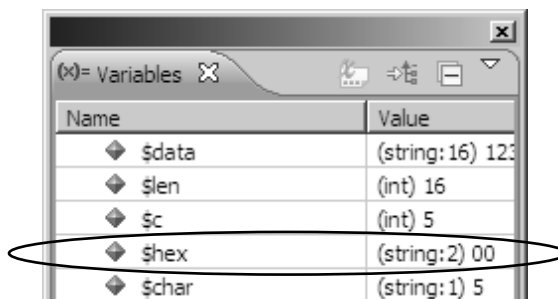 (x)= Variables
Name Value
$data (string:16) 123
$len (int) 16
$c (int) 5
$hex (string:2) 00
$char (string:1) 5